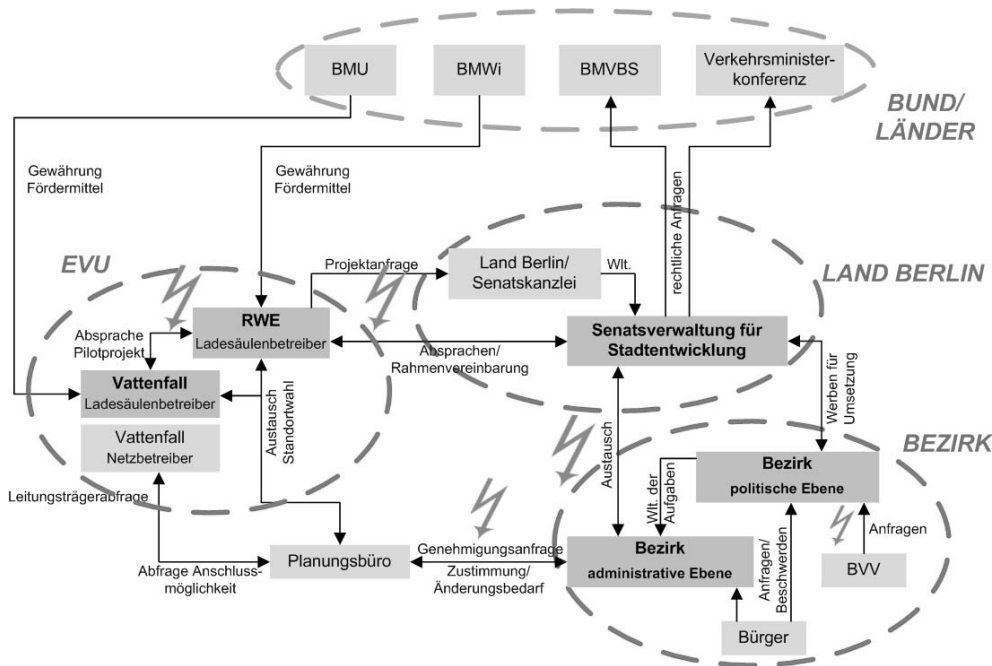 BMU
BMWi
BMVBS
Verkehrsminister-
konferenz
BUND/
LÄNDER
Gewährung
Fördermittel
Gewährung
Fördermittel
rechtliche Anfragen
EVU
Projektanfrage
Land Berlin/
Senatskanzlei
Wlt.
LAND BERLIN
RWE
Ladesäulenbetreiber
Absprache
Pilotprojekt
Absprachen/
Rahmenvereinbarung
Senatsverwaltung für
Stadtentwicklung
Vattenfall
Ladesäulenbetreiber
Austausch
Standortwahl
Werben für
Umsetzung
Vattenfall
Netzbetreiber
Austausch
BEZIRK
Bezirk
politische Ebene
Leitungsträgerabfrage
Wlt. der
Aufgaben
Anfragen
Planungsbüro
Genehmigungsanfrage
Zustimmung/
Änderungsbedarf
Abfrage Anschluss-
möglichkeit
Bezirk
administrative Ebene
Anfragen/
Beschwerden
BVV
Bürger